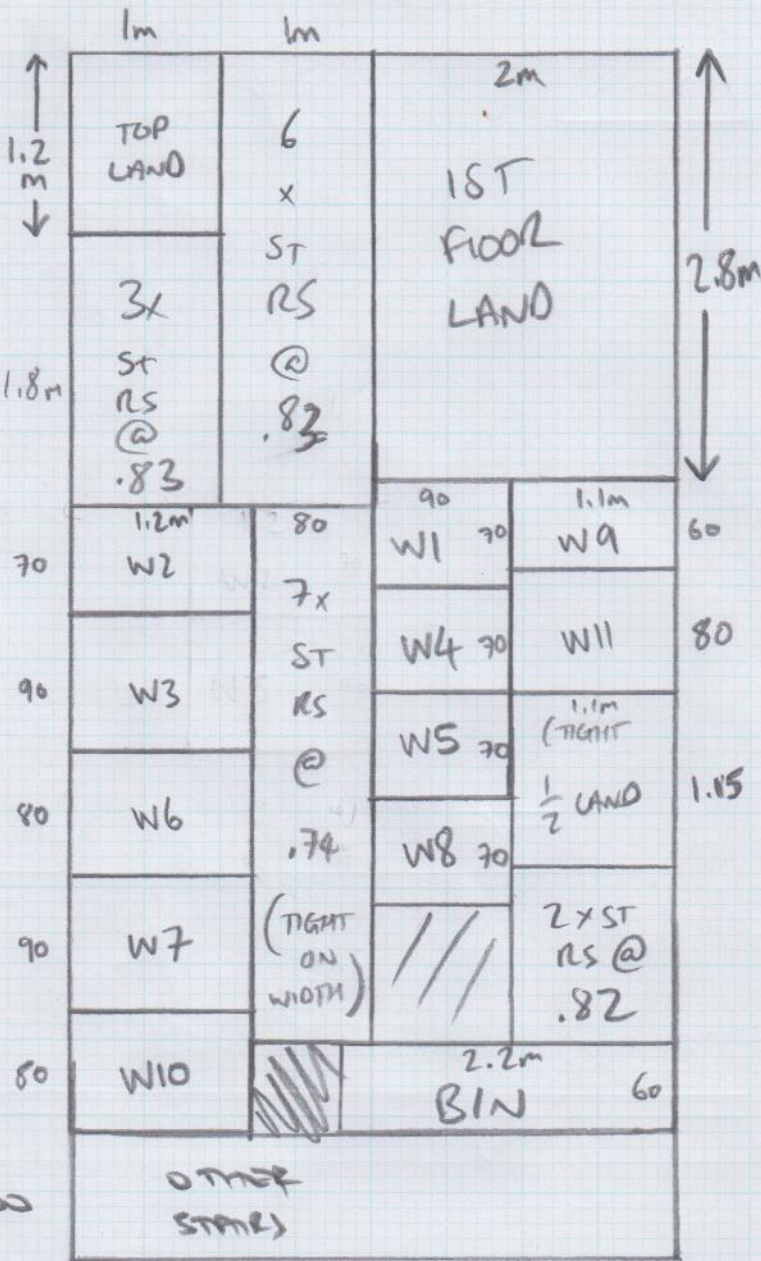 1m 1m
2m
1.2
m
TOP
LAND
6
x
ST
RS
@
.83
1ST
FLOOR
LAND
2.8m
1.8m
3x
ST
RS
@
.83
70
1.2m
W2
80
7x
ST
RS
@
.74
(TIGHT
ON
WIDTH)
90
W1 70
1.1m
W9
60
90
W3
W4 70
W11
80
80
W6
W5 70
1.1m
(TIGHT
1/2 LAND
1.15
90
W7
W8 70
2 x ST
RS @
.82
80
W10
2.2m
BIN 60
OTHER
STAIRS